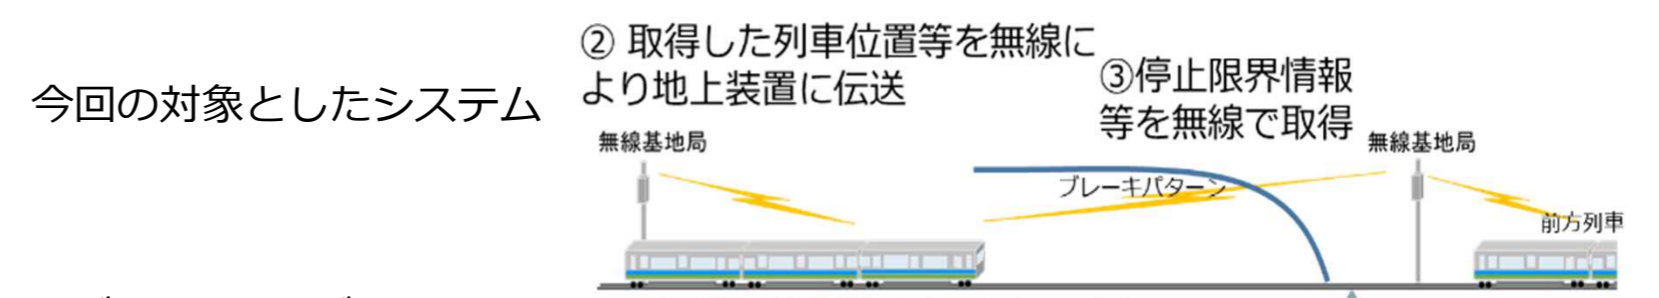 今回の対象としたシステム
② 取得した列車位置等を無線に
より地上装置に伝送
③停止限界情報
等を無線で取得
無線基地局
無線基地局
ブレーキパターン
前方列車